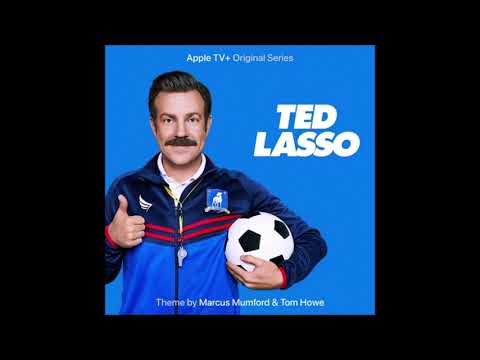 Apple TV+ Original Series
TED
LASSO
Theme by Marcus Mumford & Tom Howe